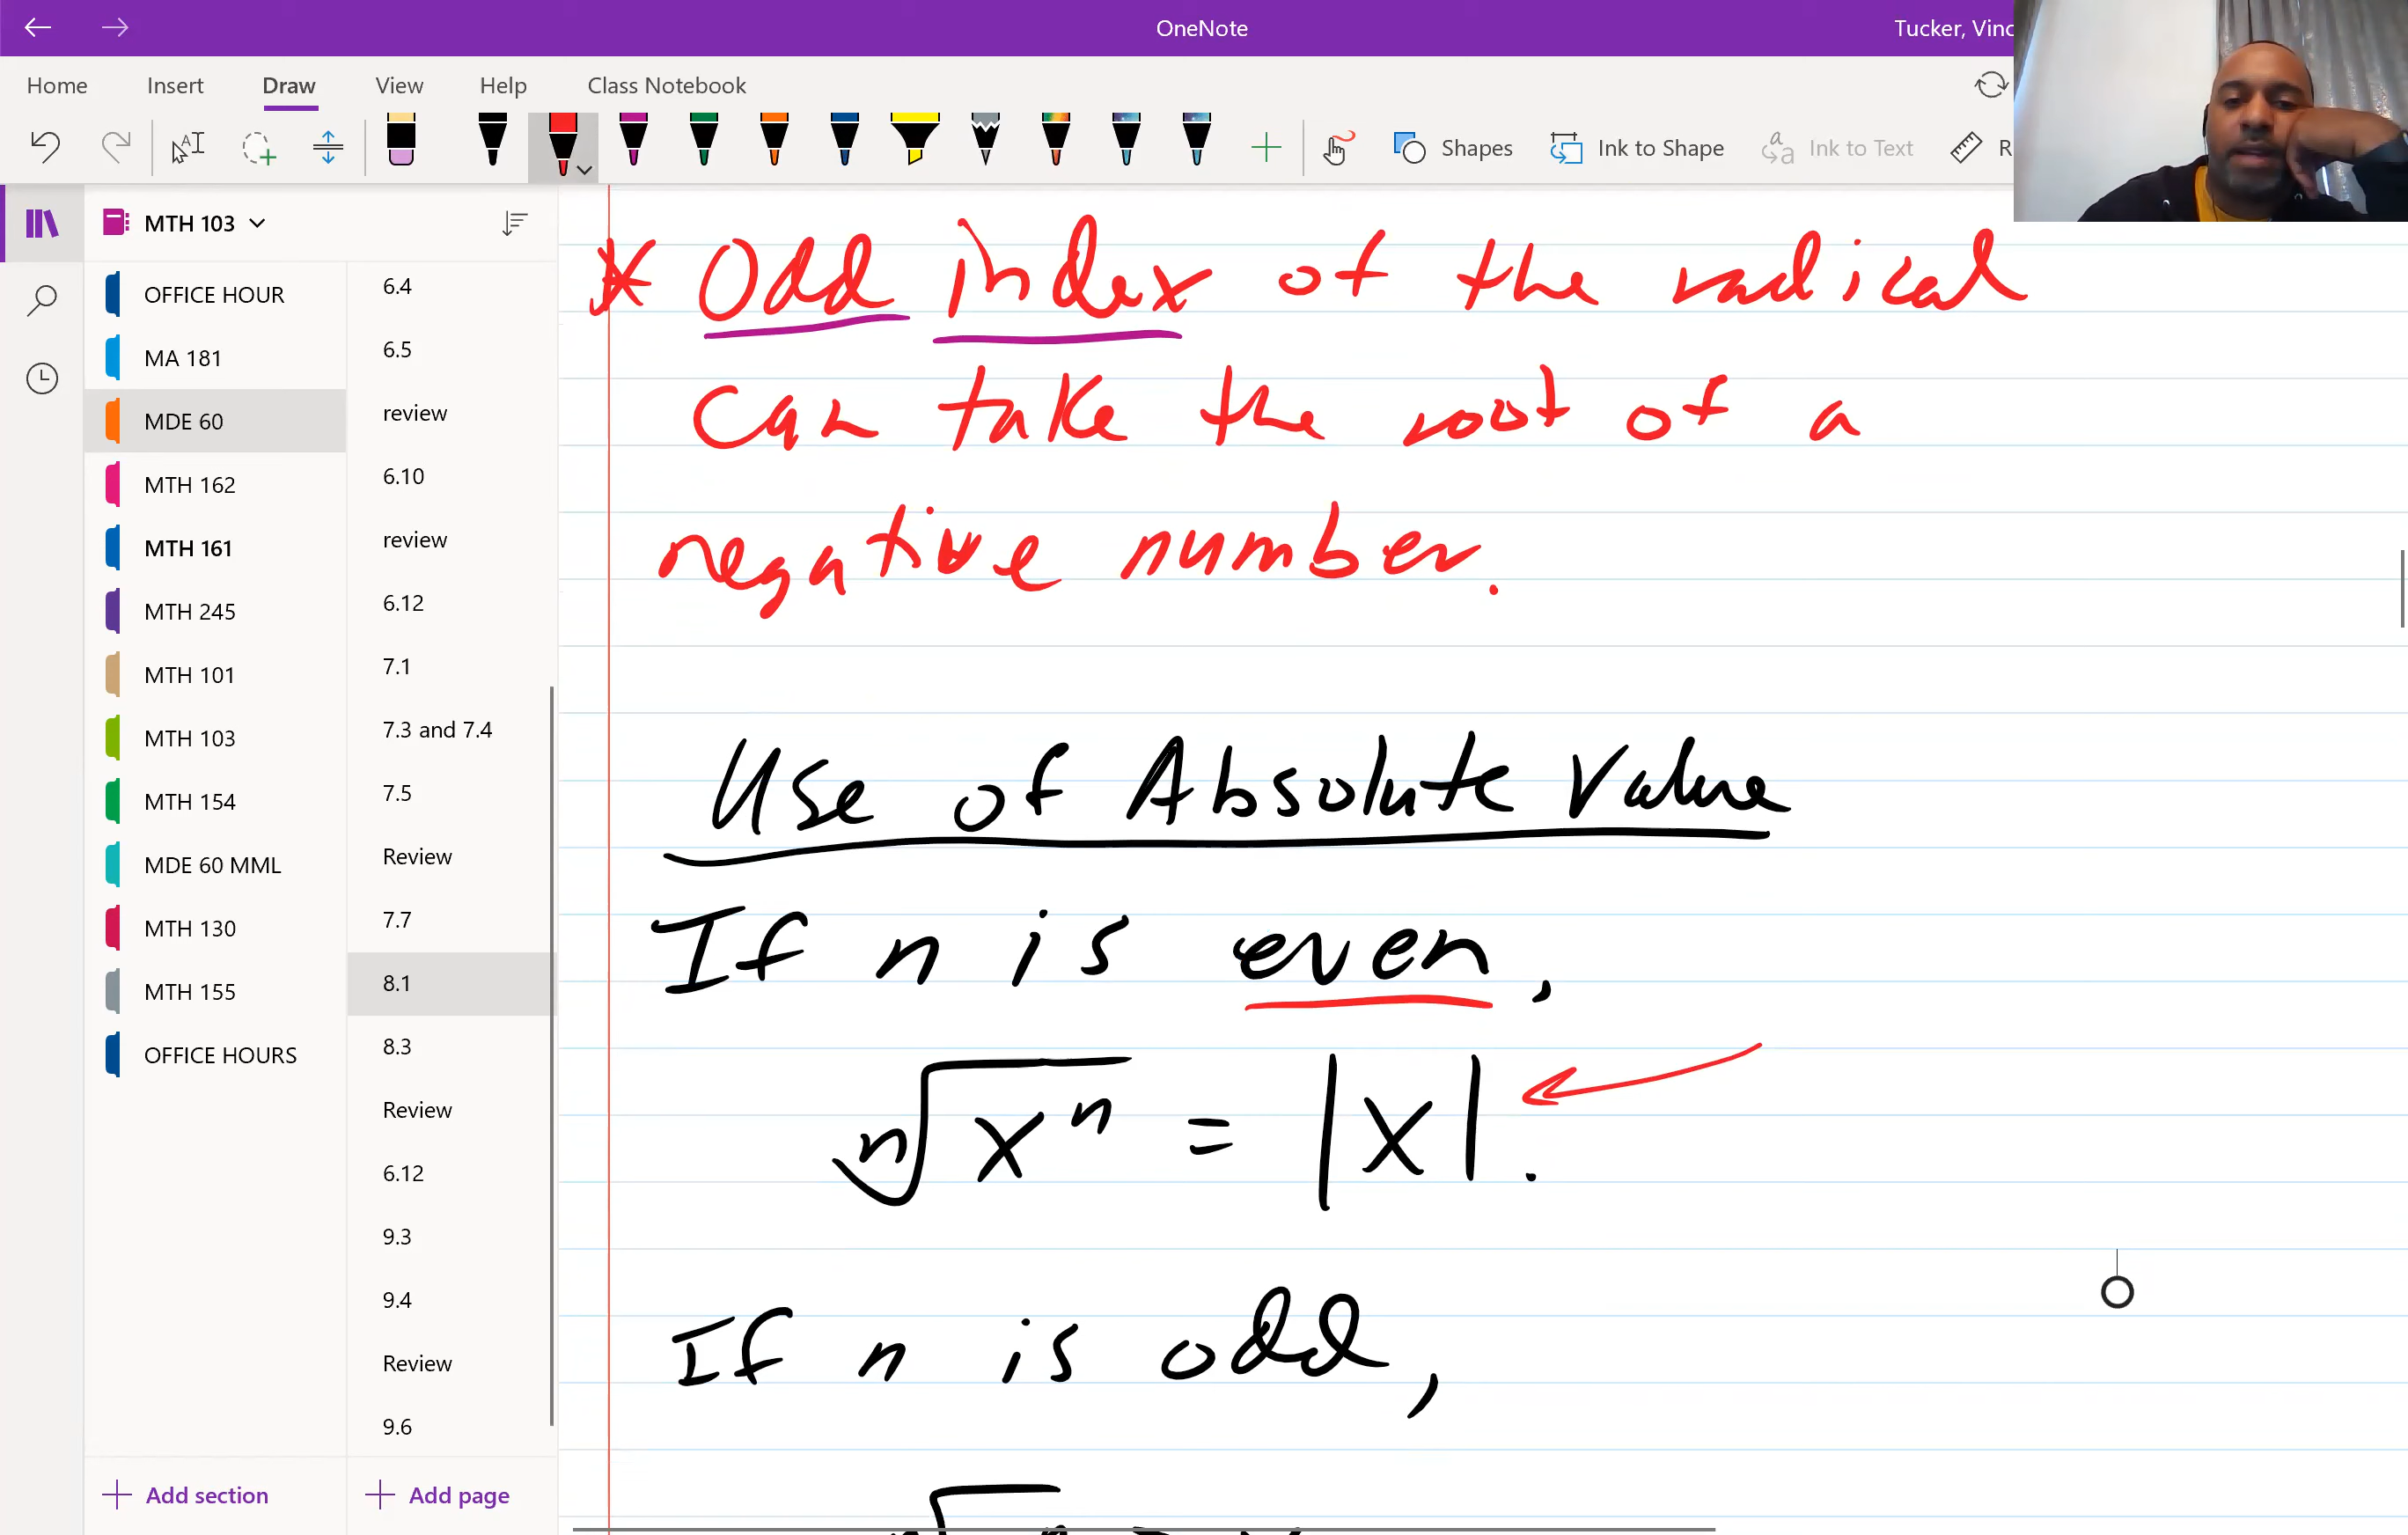 OneNote
Tucker, Vinc
Home Insert Draw View Help Class Notebook
Shapes Ink to Shape Ink to Text R
MTH 103
OFFICE HOUR
MA 181
MDE 60
MTH 162
MTH 161
MTH 245
MTH 101
MTH 103
MTH 154
MDE 60 MML
MTH 130
MTH 155
OFFICE HOURS
Add section
6.4
6.5
review
6.10
review
6.12
7.1
7.3 and 7.4
7.5
Review
7.7
8.1
8.3
Review
6.12
9.3
9.4
Review
9.6
Add page
* Odd index of the radical
can take the root of a
negative number.
Use of Absolute Value
If n is even,
ⁿ√xⁿ = |x|.
If n is odd,